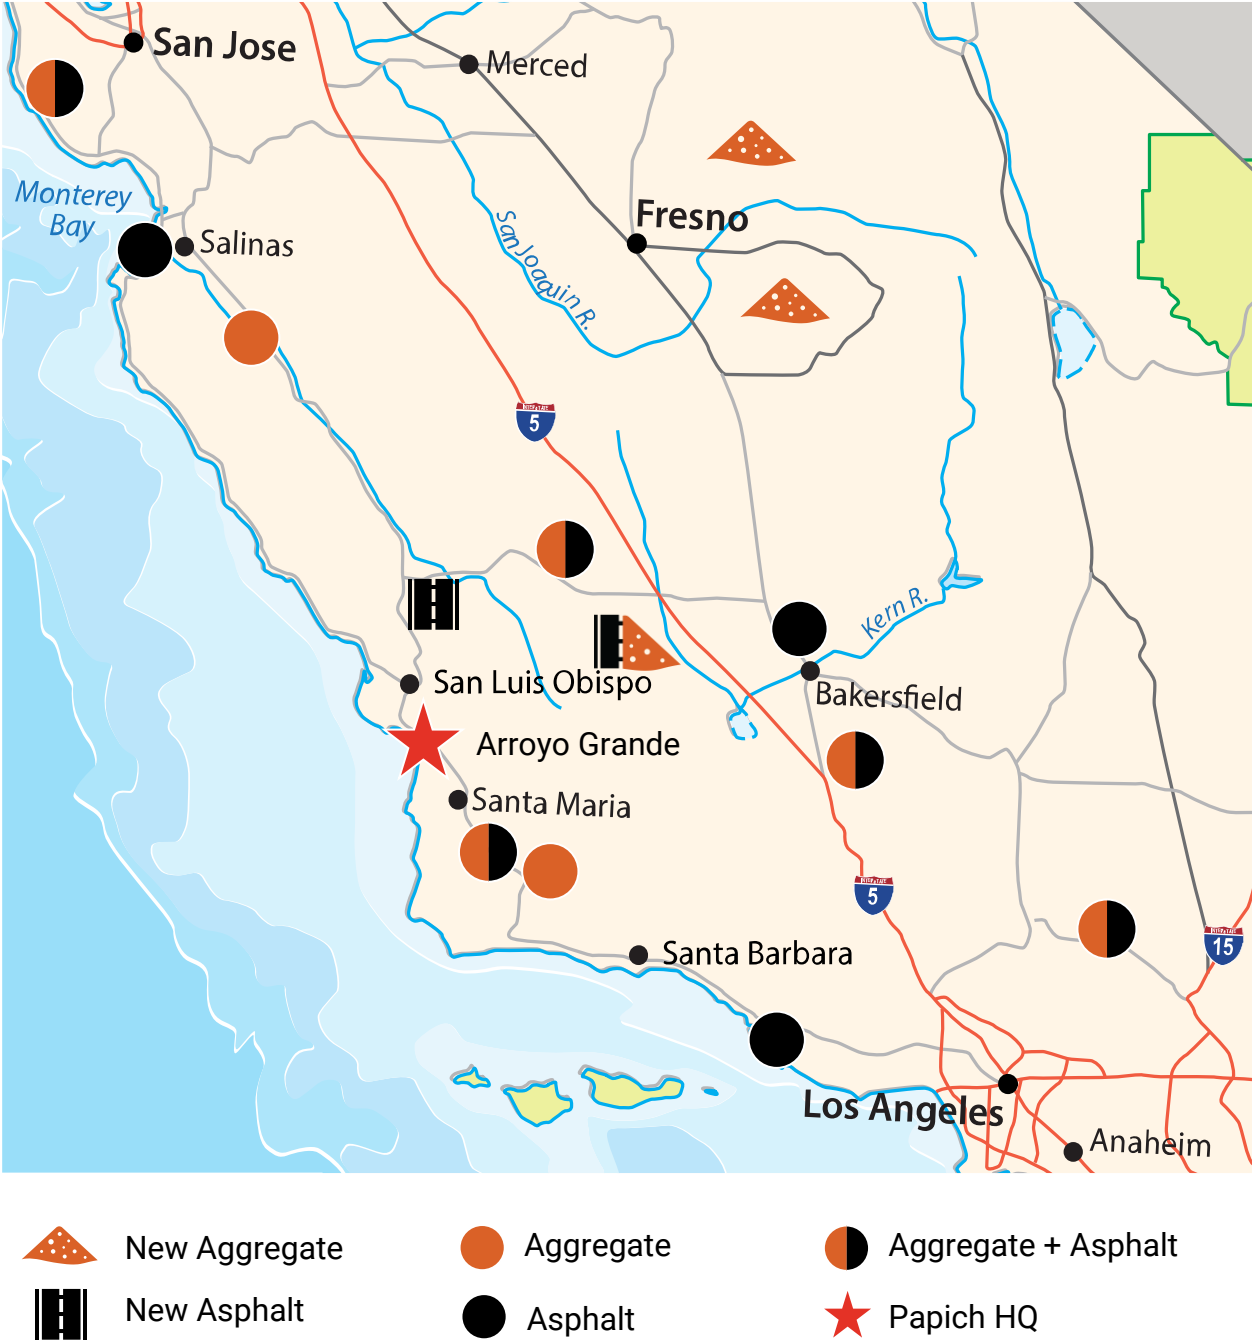 San Jose
Merced
Monterey
Bay
Salinas
Fresno
San Joaquin R.
5
Kern R.
San Luis Obispo
Bakersfield
Arroyo Grande
Santa Maria
5
Santa Barbara
15
Los Angeles
Anaheim
New Aggregate
Aggregate
Aggregate + Asphalt
New Asphalt
Asphalt
Papich HQ